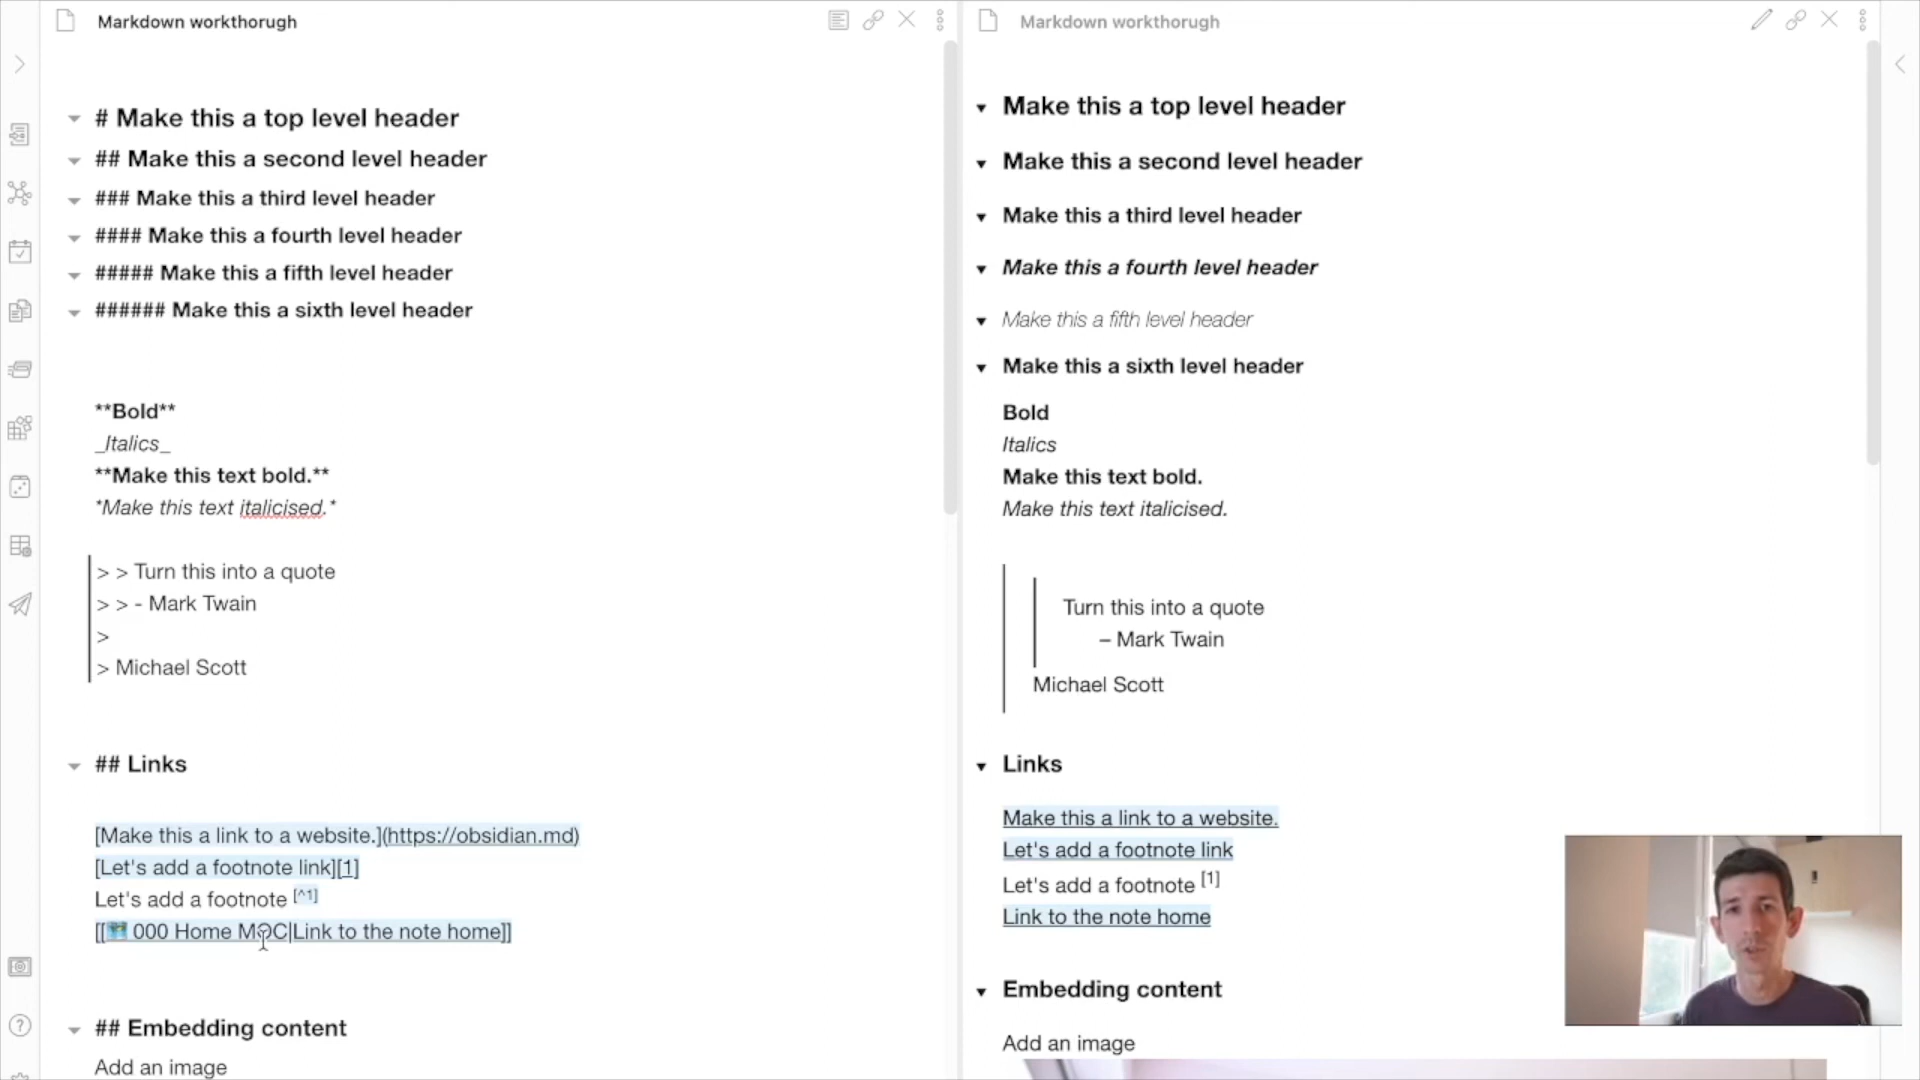 Markdown workthorugh
# Make this a top level header
## Make this a second level header
### Make this a third level header
#### Make this a fourth level header
##### Make this a fifth level header
###### Make this a sixth level header
**Bold**
_Italics_
**Make this text bold.**
*Make this text italicised.*
> > Turn this into a quote
> > - Mark Twain
>
> Michael Scott
## Links
[Make this a link to a website.](https://obsidian.md)
[Let's add a footnote link][1]
Let's add a footnote [^1]
[[🗺 000 Home MOC|Link to the note home]]
## Embedding content
Add an image
Markdown workthorugh
Make this a top level header
Make this a second level header
Make this a third level header
Make this a fourth level header
Make this a fifth level header
Make this a sixth level header
Bold
Italics
Make this text bold.
Make this text italicised.
Turn this into a quote
– Mark Twain
Michael Scott
Links
Make this a link to a website.
Let's add a footnote link
Let's add a footnote [1]
Link to the note home
Embedding content
Add an image